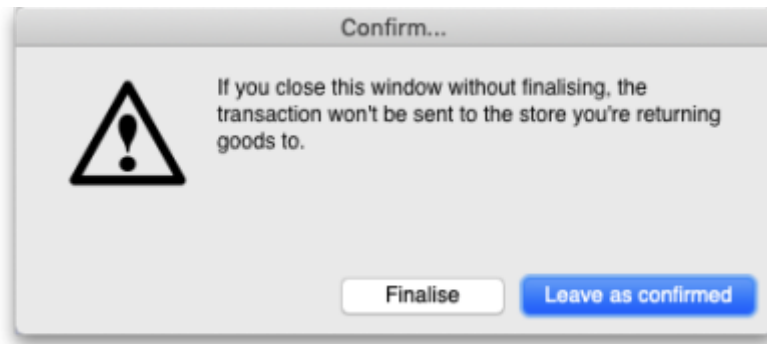 Confirm...
If you close this window without finalising, the
transaction won't be sent to the store you're returning
goods to.
Finalise
Leave as confirmed